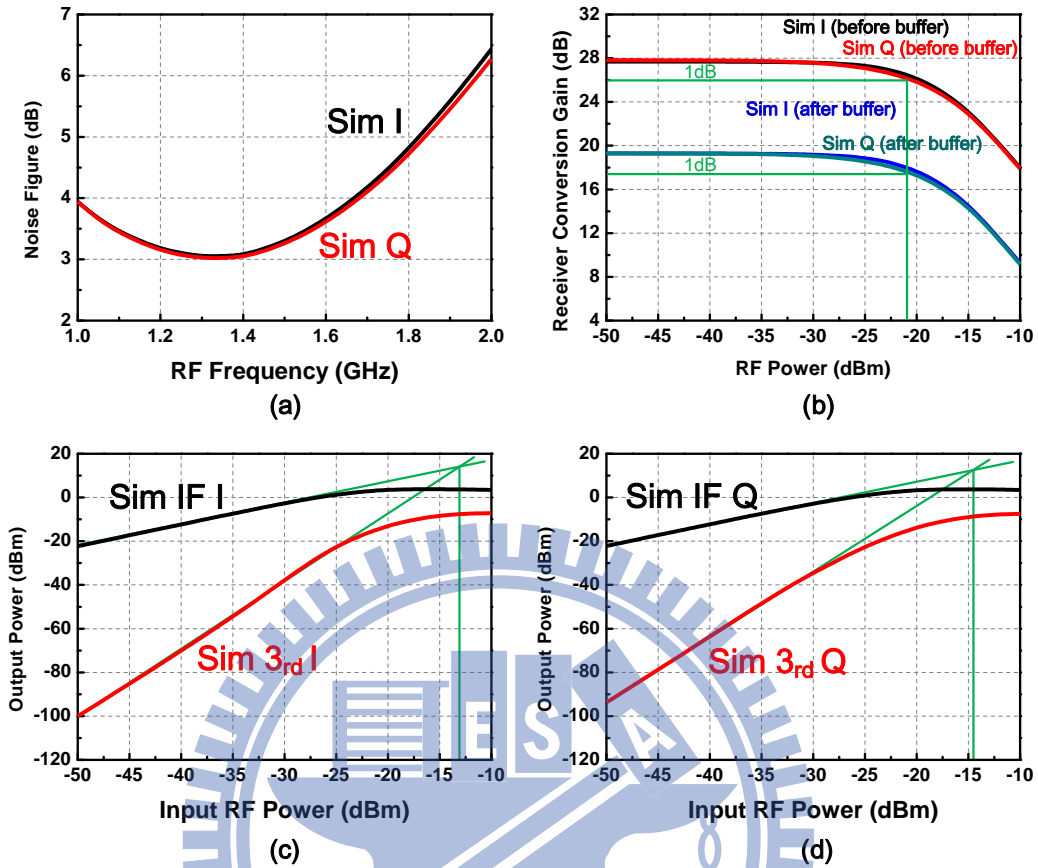 7
6
5
4
3
2
Noise Figure (dB)
Sim I
Sim Q
1.0 1.2 1.4 1.6 1.8 2.0
RF Frequency (GHz)
(a)
32
28
24
20
16
12
8
4
Receiver Conversion Gain (dB)
Sim I (before buffer)
Sim Q (before buffer)
1dB
Sim I (after buffer)
Sim Q (after buffer)
1dB
-50 -45 -40 -35 -30 -25 -20 -15 -10
RF Power (dBm)
(b)
20
0
-20
-40
-60
-80
-100
-120
Output Power (dBm)
Sim IF I
Sim 3rd I
-50 -45 -40 -35 -30 -25 -20 -15 -10
Input RF Power (dBm)
(c)
20
0
-20
-40
-60
-80
-100
-120
Output Power (dBm)
Sim IF Q
Sim 3rd Q
-50 -45 -40 -35 -30 -25 -20 -15 -10
Input RF Power (dBm)
(d)
E S A